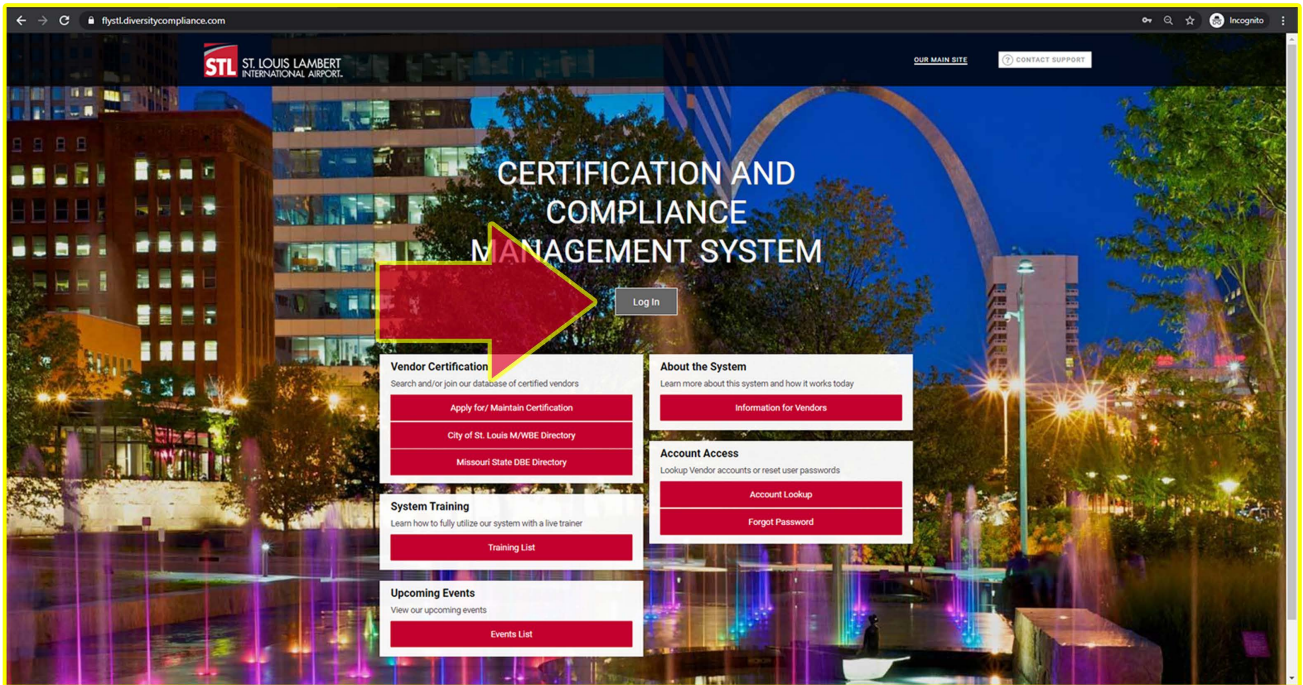 flystl.diversitycompliance.com
Incognito
STL ST. LOUIS LAMBERT
INTERNATIONAL AIRPORT.
OUR MAIN SITE
? CONTACT SUPPORT
CERTIFICATION AND
COMPLIANCE
MANAGEMENT SYSTEM
Log In
Vendor Certification
Search and/or join our database of certified vendors
Apply for/ Maintain Certification
City of St. Louis M/WBE Directory
Missouri State DBE Directory
System Training
Learn how to fully utilize our system with a live trainer
Training List
Upcoming Events
View our upcoming events
Events List
About the System
Learn more about this system and how it works today
Information for Vendors
Account Access
Lookup Vendor accounts or reset user passwords
Account Lookup
Forgot Password